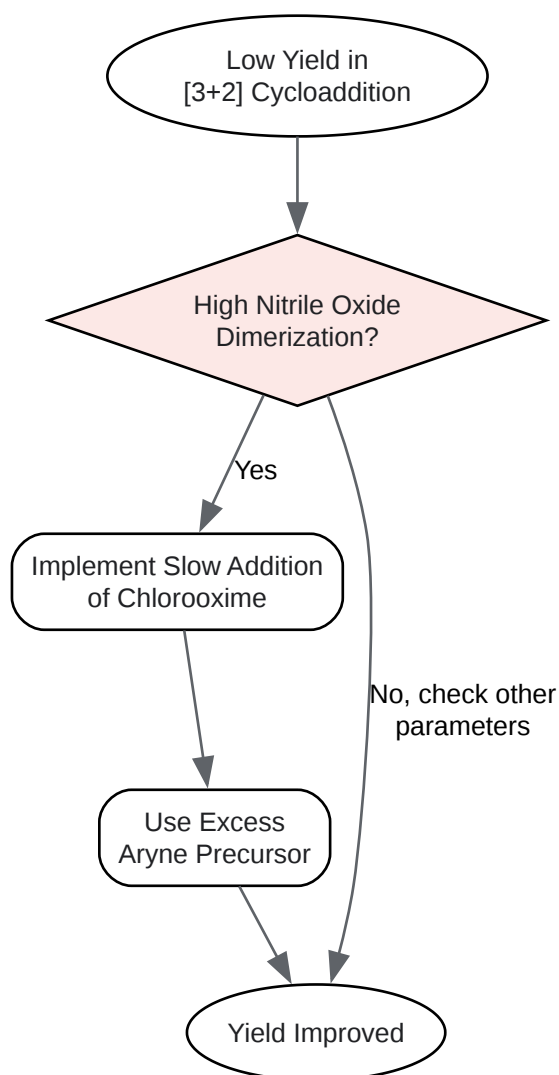 Low Yield in
[3+2] Cycloaddition
High Nitrile Oxide
Dimerization?
Yes
Implement Slow Addition
of Chlorooxime
No, check other
parameters
Use Excess
Aryne Precursor
Yield Improved